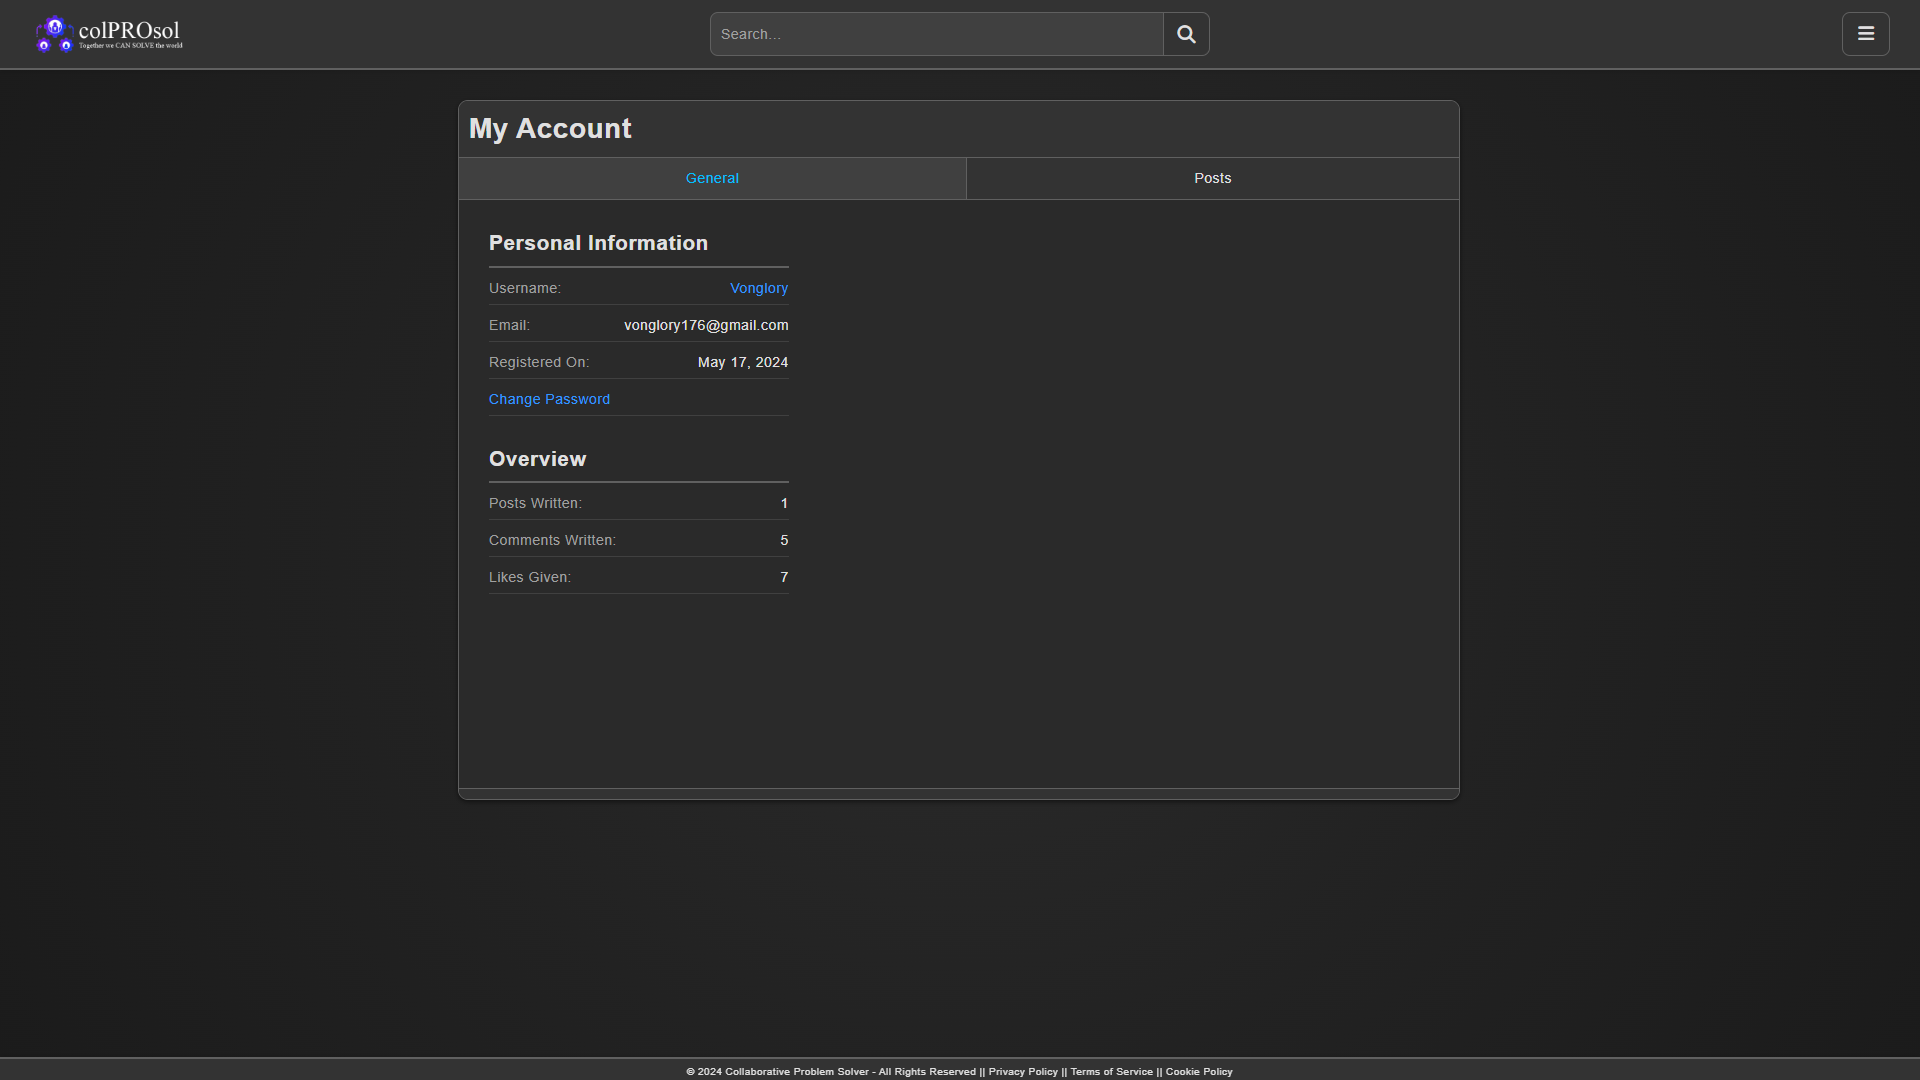 colPROsol
Together we CAN SOLVE the world
Search...
My Account
General
Posts
Personal Information
Username: Vonglory
Email: vonglory176@gmail.com
Registered On: May 17, 2024
Change Password
Overview
Posts Written: 1
Comments Written: 5
Likes Given: 7
© 2024 Collaborative Problem Solver - All Rights Reserved || Privacy Policy || Terms of Service || Cookie Policy